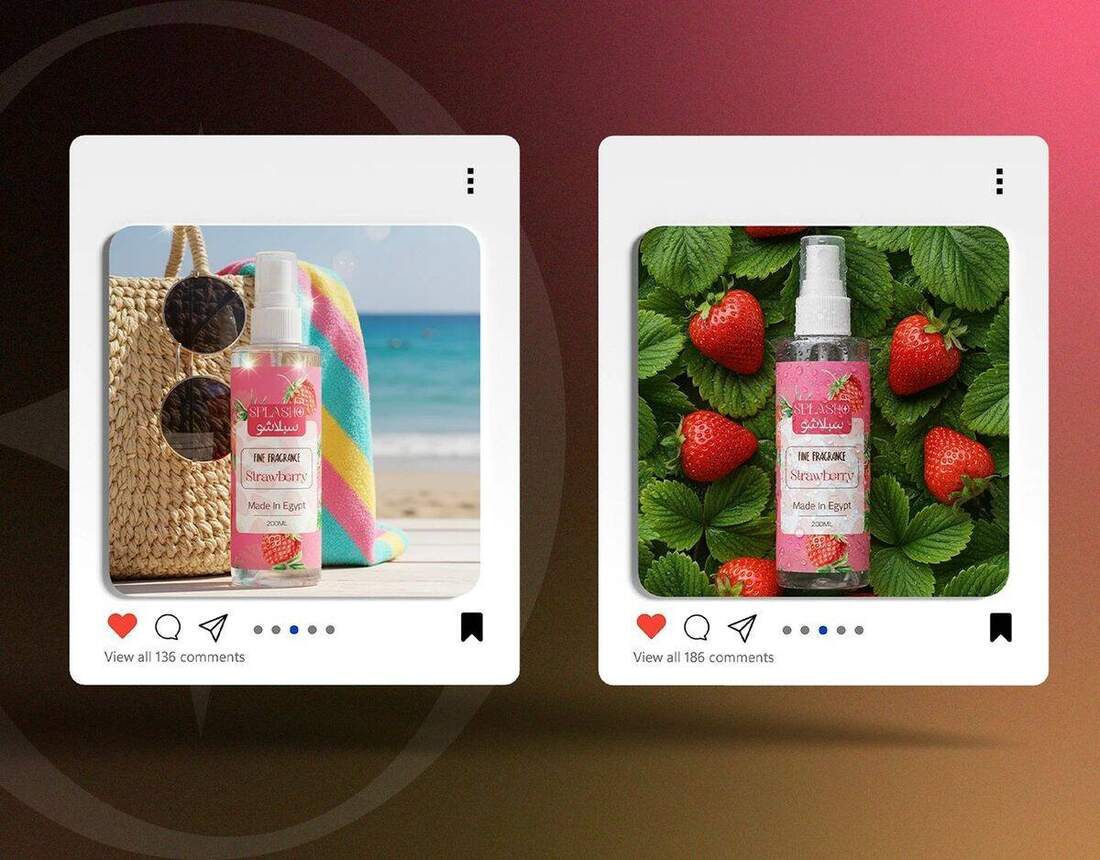 SPLASHO
سبلاشو
FINE FRAGRANCE
Strawberry
Made In Egypt
200ML
View all 136 comments
SPLASHO
سبلاشو
FINE FRAGRANCE
Strawberry
Made In Egypt
200ML
View all 186 comments